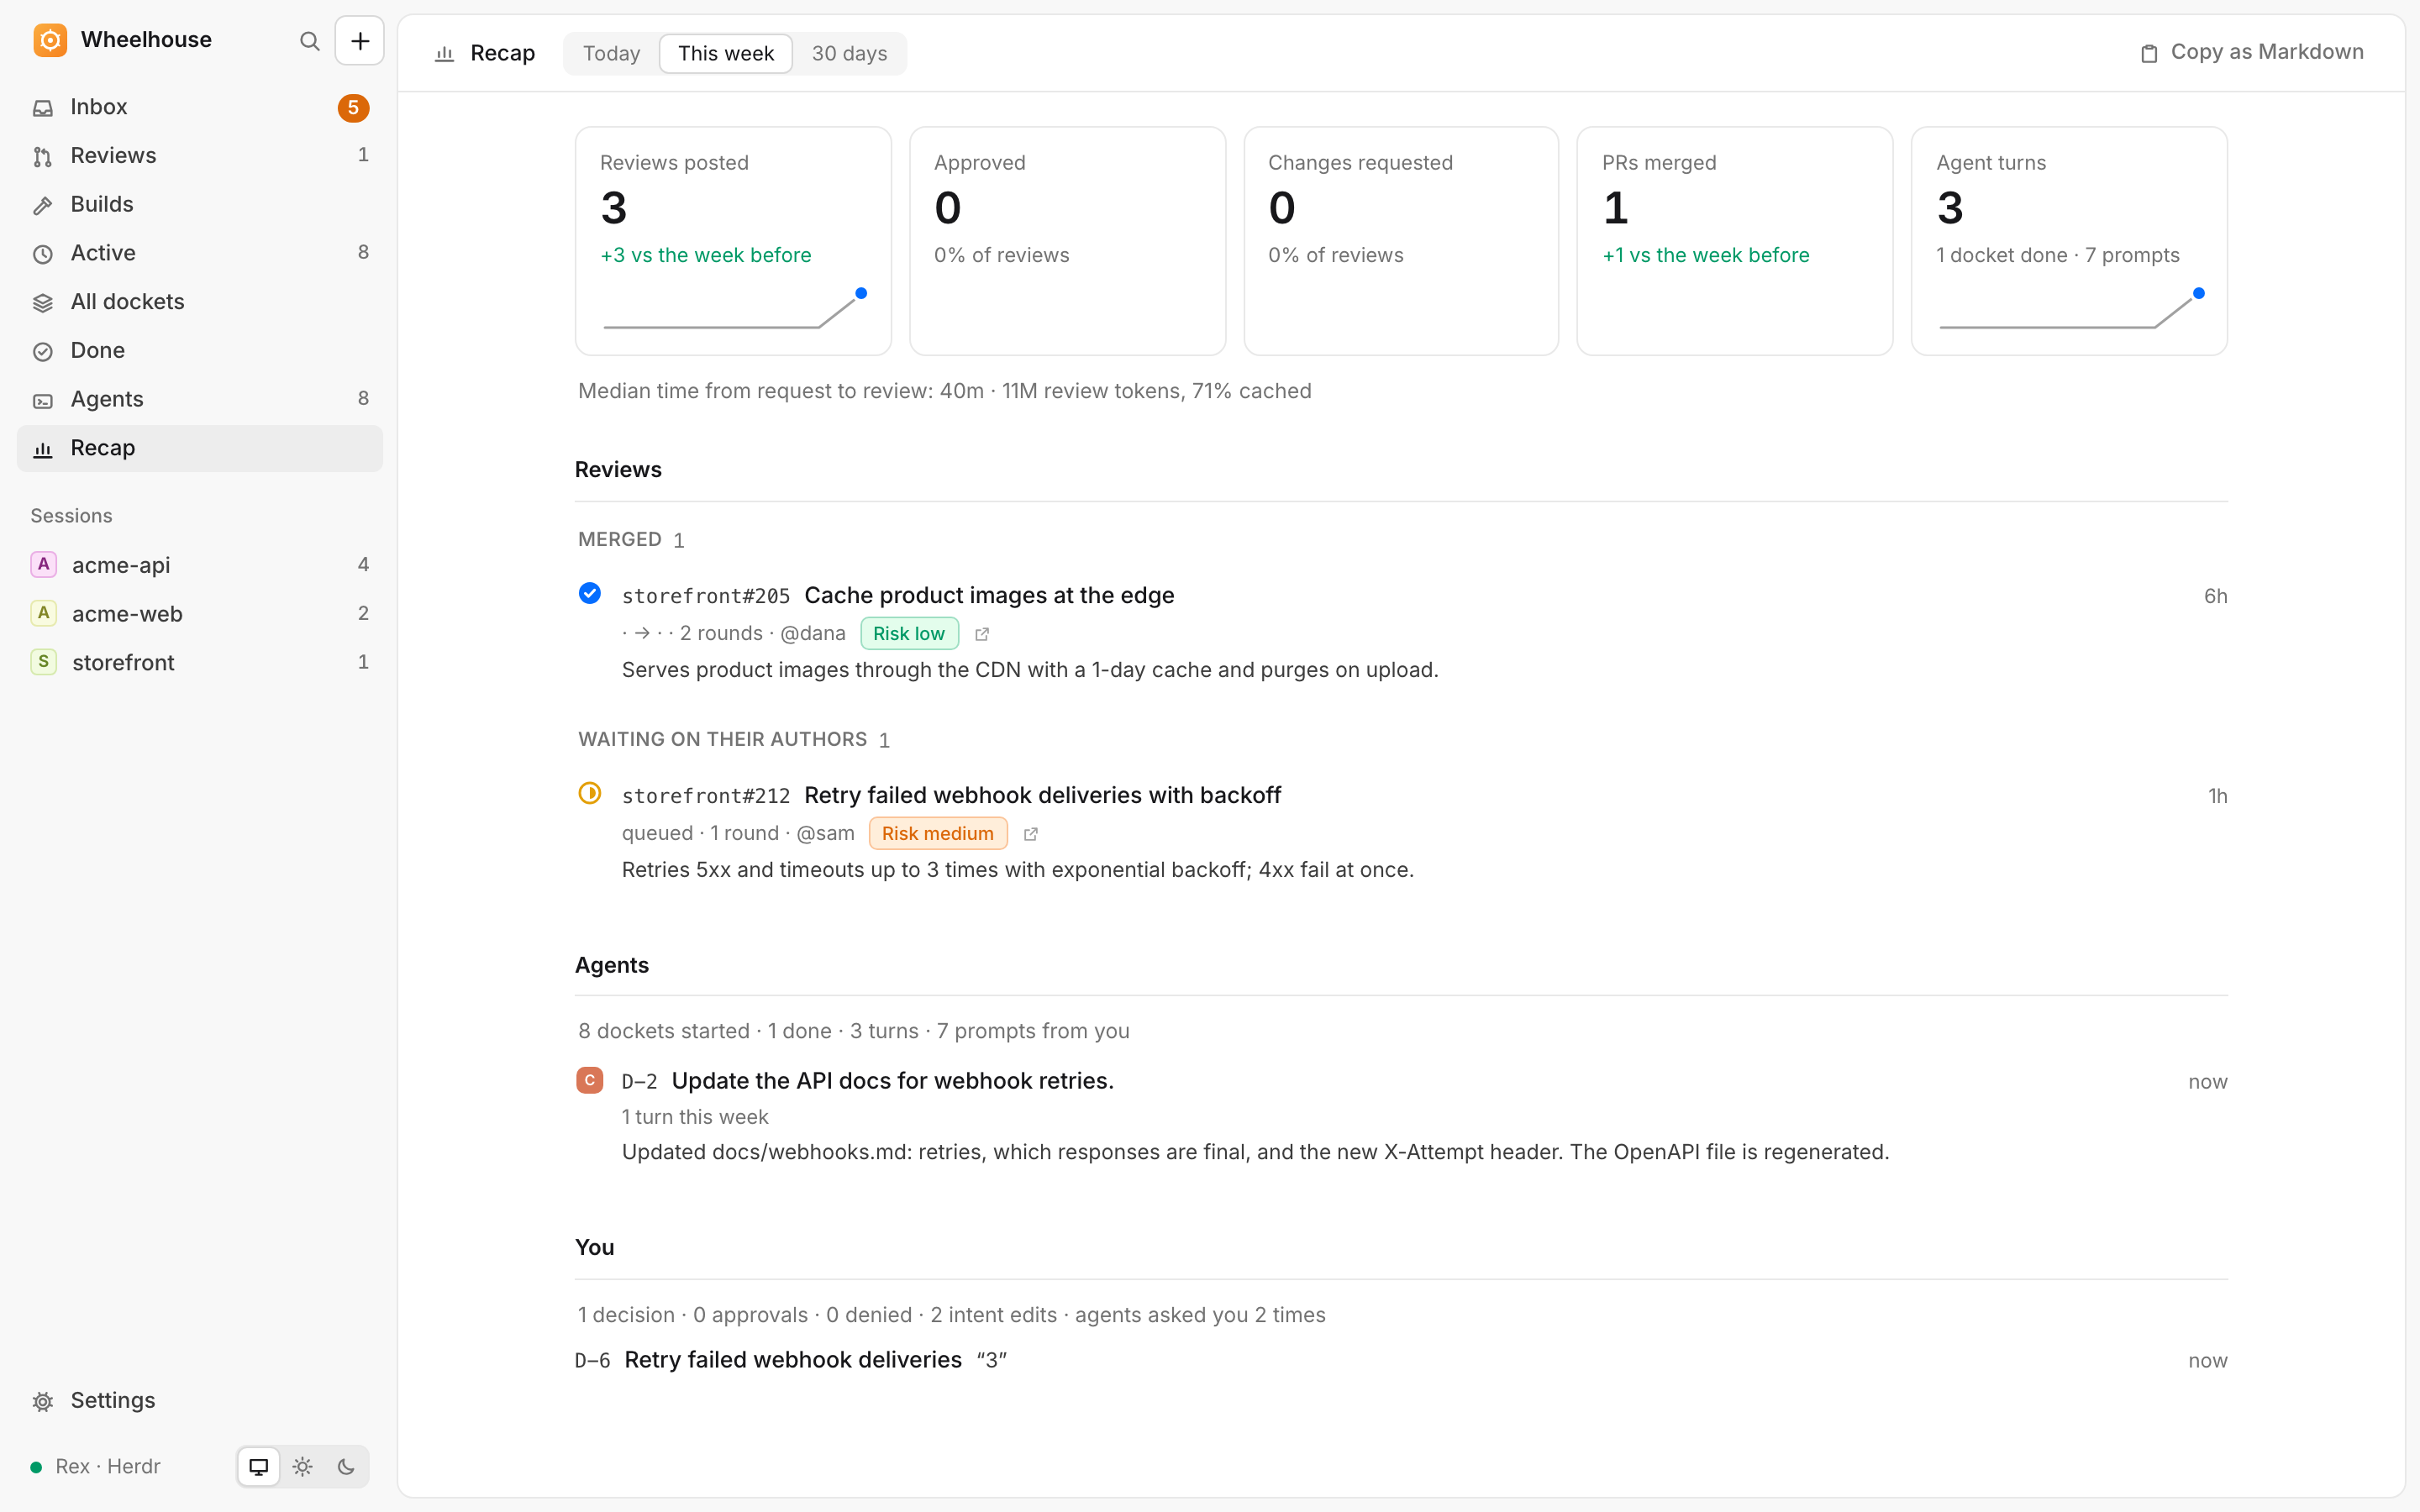 Wheelhouse
Inbox 5
Reviews 1
Builds
Active 8
All dockets
Done
Agents 8
Recap
Sessions
A acme-api 4
A acme-web 2
S storefront 1
Settings
Rex · Herdr
Recap Today This week 30 days Copy as Markdown
Reviews posted
3
+3 vs the week before
Approved
0
0% of reviews
Changes requested
0
0% of reviews
PRs merged
1
+1 vs the week before
Agent turns
3
1 docket done · 7 prompts
Median time from request to review: 40m · 11M review tokens, 71% cached
Reviews
MERGED 1
storefront#205 Cache product images at the edge 6h
· → · · 2 rounds · @dana Risk low
Serves product images through the CDN with a 1-day cache and purges on upload.
WAITING ON THEIR AUTHORS 1
storefront#212 Retry failed webhook deliveries with backoff 1h
queued · 1 round · @sam Risk medium
Retries 5xx and timeouts up to 3 times with exponential backoff; 4xx fail at once.
Agents
8 dockets started · 1 done · 3 turns · 7 prompts from you
C D-2 Update the API docs for webhook retries. now
1 turn this week
Updated docs/webhooks.md: retries, which responses are final, and the new X-Attempt header. The OpenAPI file is regenerated.
You
1 decision · 0 approvals · 0 denied · 2 intent edits · agents asked you 2 times
D-6 Retry failed webhook deliveries “3” now